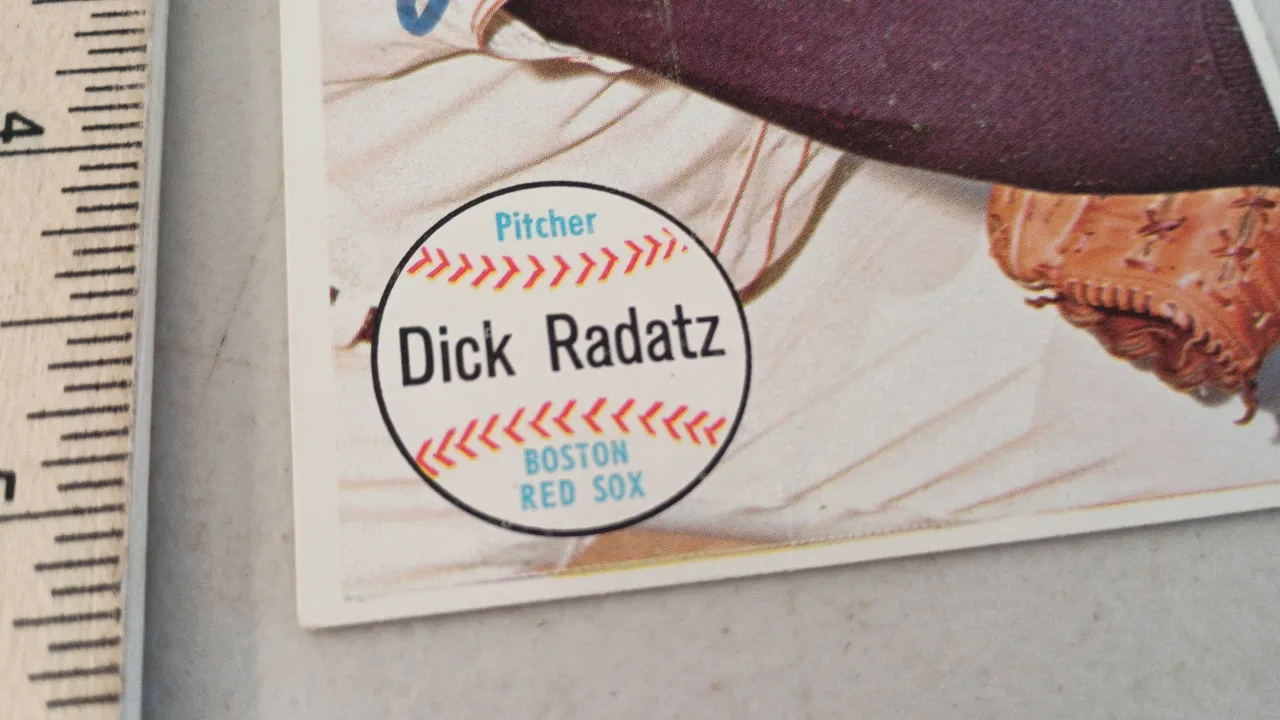 4
Pitcher
Dick Radatz
BOSTON
RED SOX